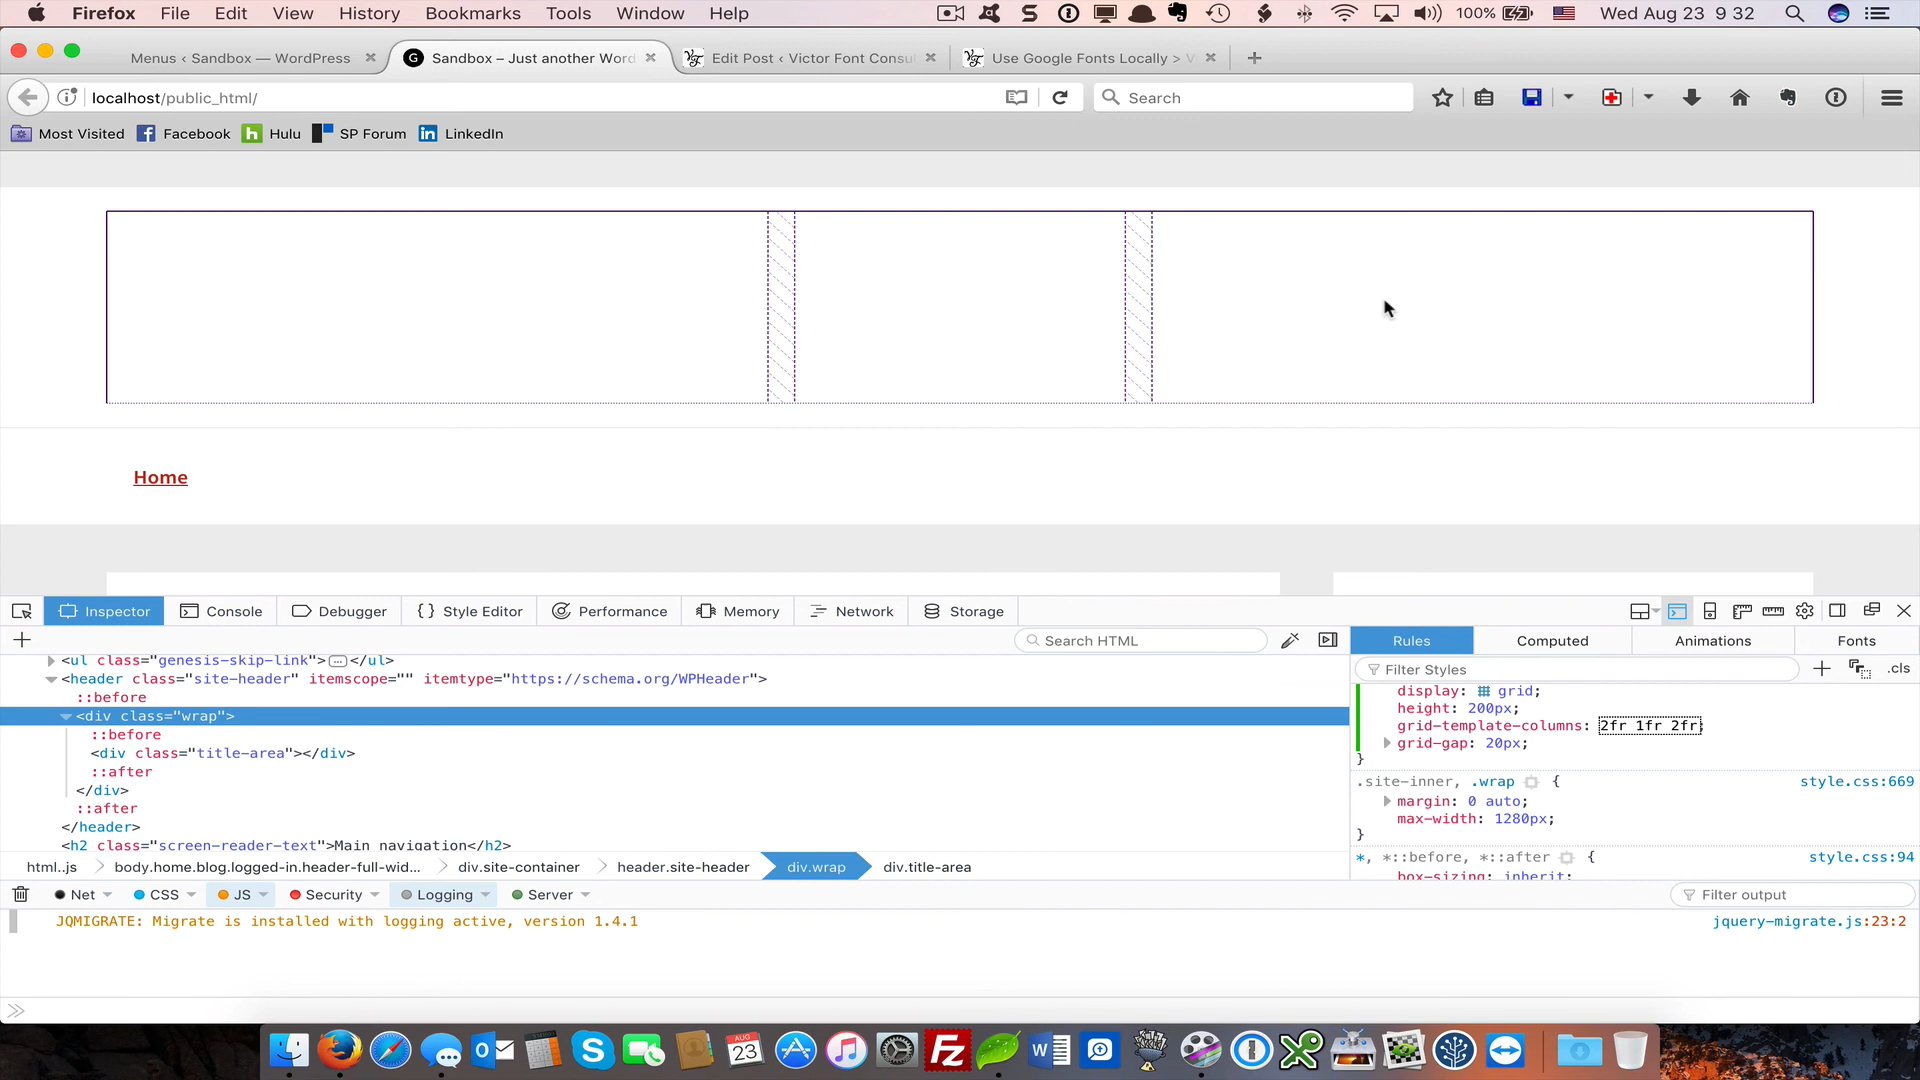 Firefox File Edit View History Bookmarks Tools Window Help 100% Wed Aug 23 9 32
Menus ‹ Sandbox — WordPress Sandbox – Just another Word Edit Post ‹ Victor Font Consul Use Google Fonts Locally > V
localhost/public_html/ Search
Most Visited Facebook Hulu SP Forum LinkedIn
Home
Inspector Console Debugger Style Editor Performance Memory Network Storage
Search HTML
Rules Computed Animations Fonts
Filter Styles .cls
<ul class="genesis-skip-link"></ul>
<header class="site-header" itemscope="" itemtype="https://schema.org/WPHeader">
::before
<div class="wrap">
::before
<div class="title-area"></div>
::after
</div>
::after
</header>
<h2 class="screen-reader-text">Main navigation</h2>
display: grid;
height: 200px;
grid-template-columns: 2fr 1fr 2fr;
grid-gap: 20px;
}
.site-inner, .wrap { style.css:669
margin: 0 auto;
max-width: 1280px;
}
*, *::before, *::after { style.css:94
box-sizing: inherit;
html.js body.home.blog.logged-in.header-full-wid... div.site-container header.site-header div.wrap div.title-area
Net CSS JS Security Logging Server Filter output
JQMIGRATE: Migrate is installed with logging active, version 1.4.1 jquery-migrate.js:23:2
AUG
23